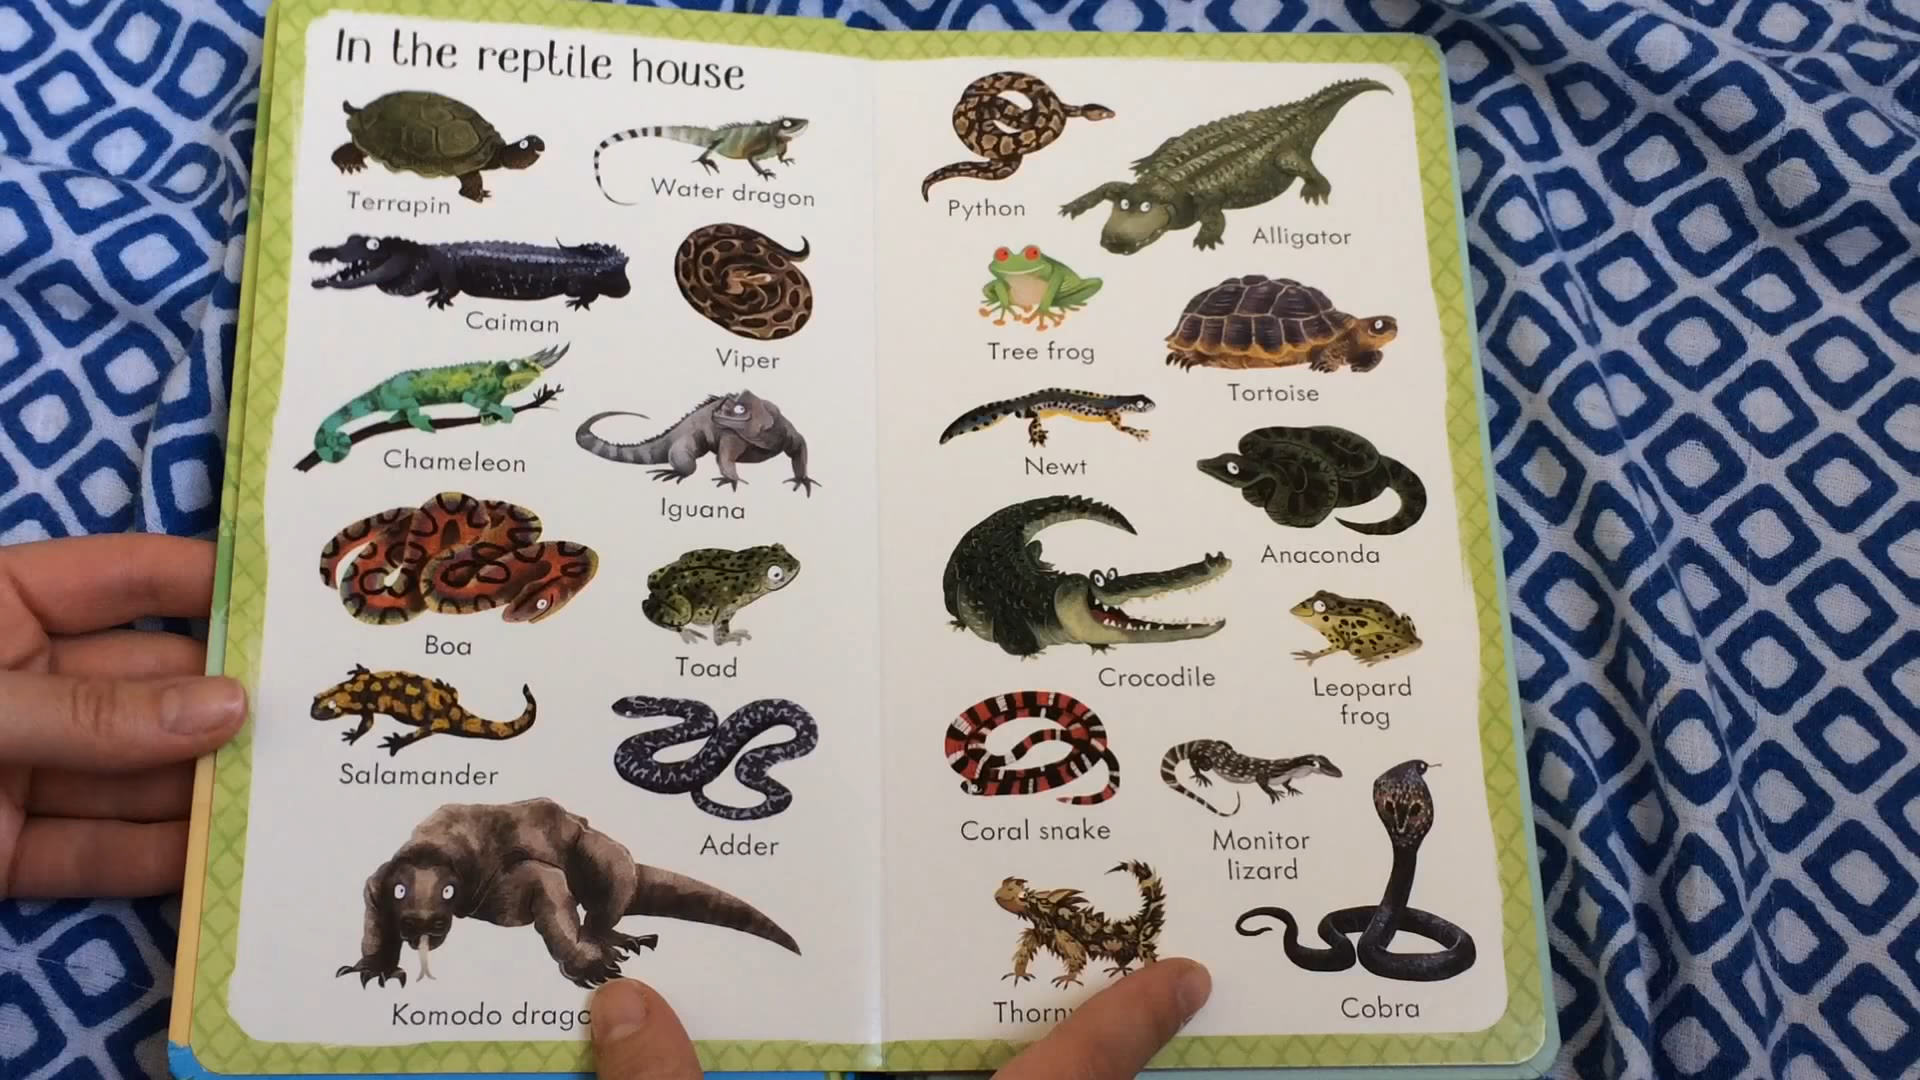 In the reptile house
Terrapin
Water dragon
Caiman
Viper
Chameleon
Iguana
Boa
Toad
Salamander
Adder
Komodo
Python
Alligator
Tree frog
Tortoise
Newt
Anaconda
Crocodile
Leopard
frog
Coral snake
Monitor
lizard
Cobra